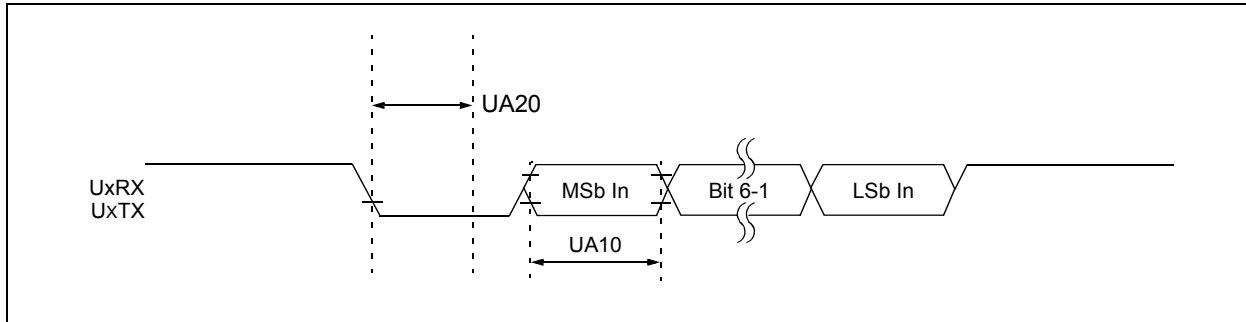 UA20
UxRX
UxTX
MSb In
Bit 6-1
LSb In
UA10